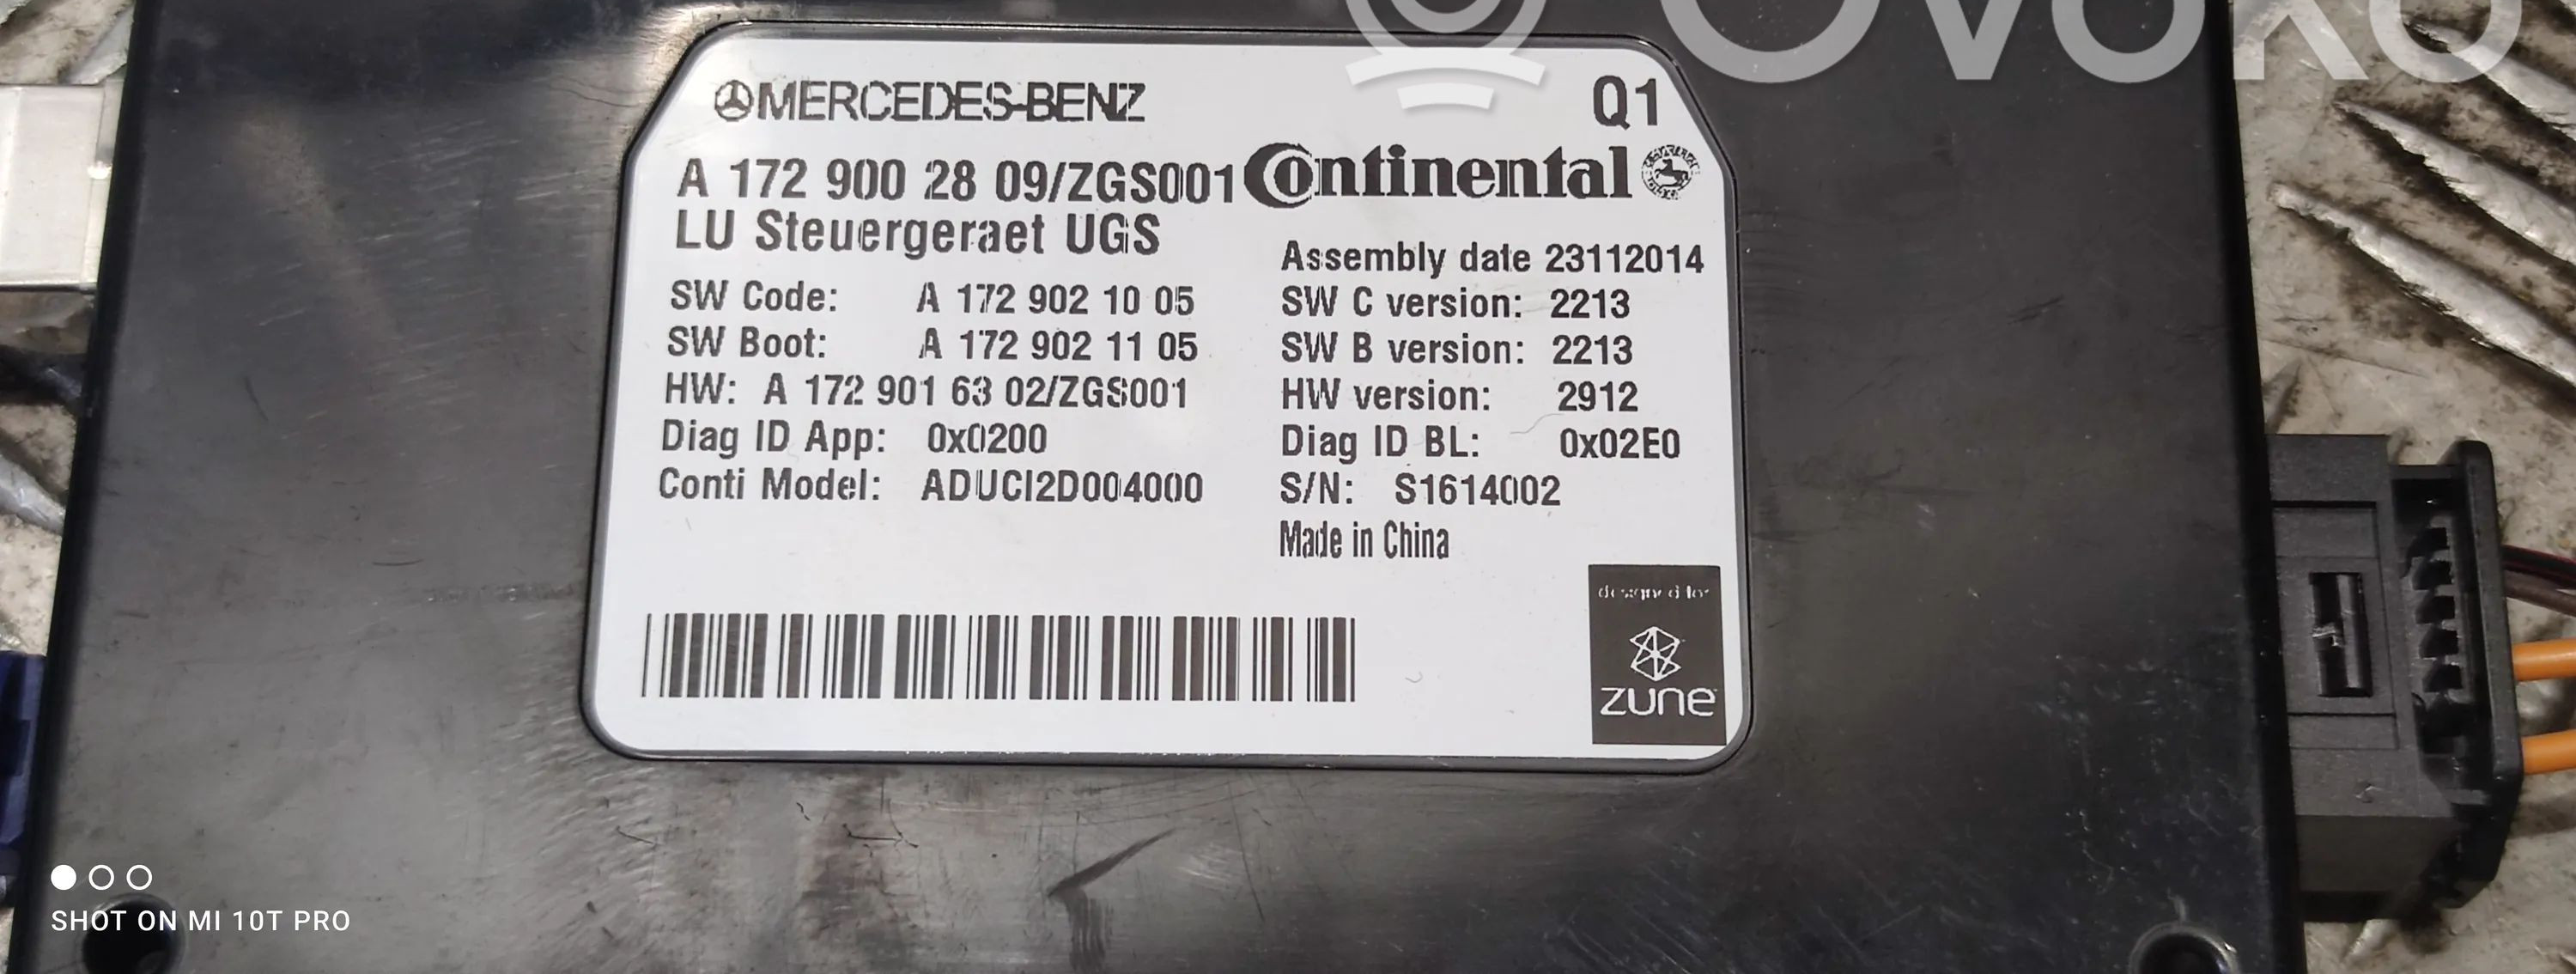 OVOKO
MERCEDES-BENZ
Q1
A 172 900 28 09/ZGS001
Continental
LU Steuergeraet UGS
Assembly date 23112014
SW Code: A 172 902 10 05
SW C version: 2213
SW Boot: A 172 902 11 05
SW B version: 2213
HW: A 172 901 63 02/ZGS001
HW version: 2912
Diag ID App: 0x0200
Diag ID BL: 0x02E0
Conti Model: ADUCI2D004000
S/N: S1614002
Made in China
designed for
zune
SHOT ON MI 10T PRO